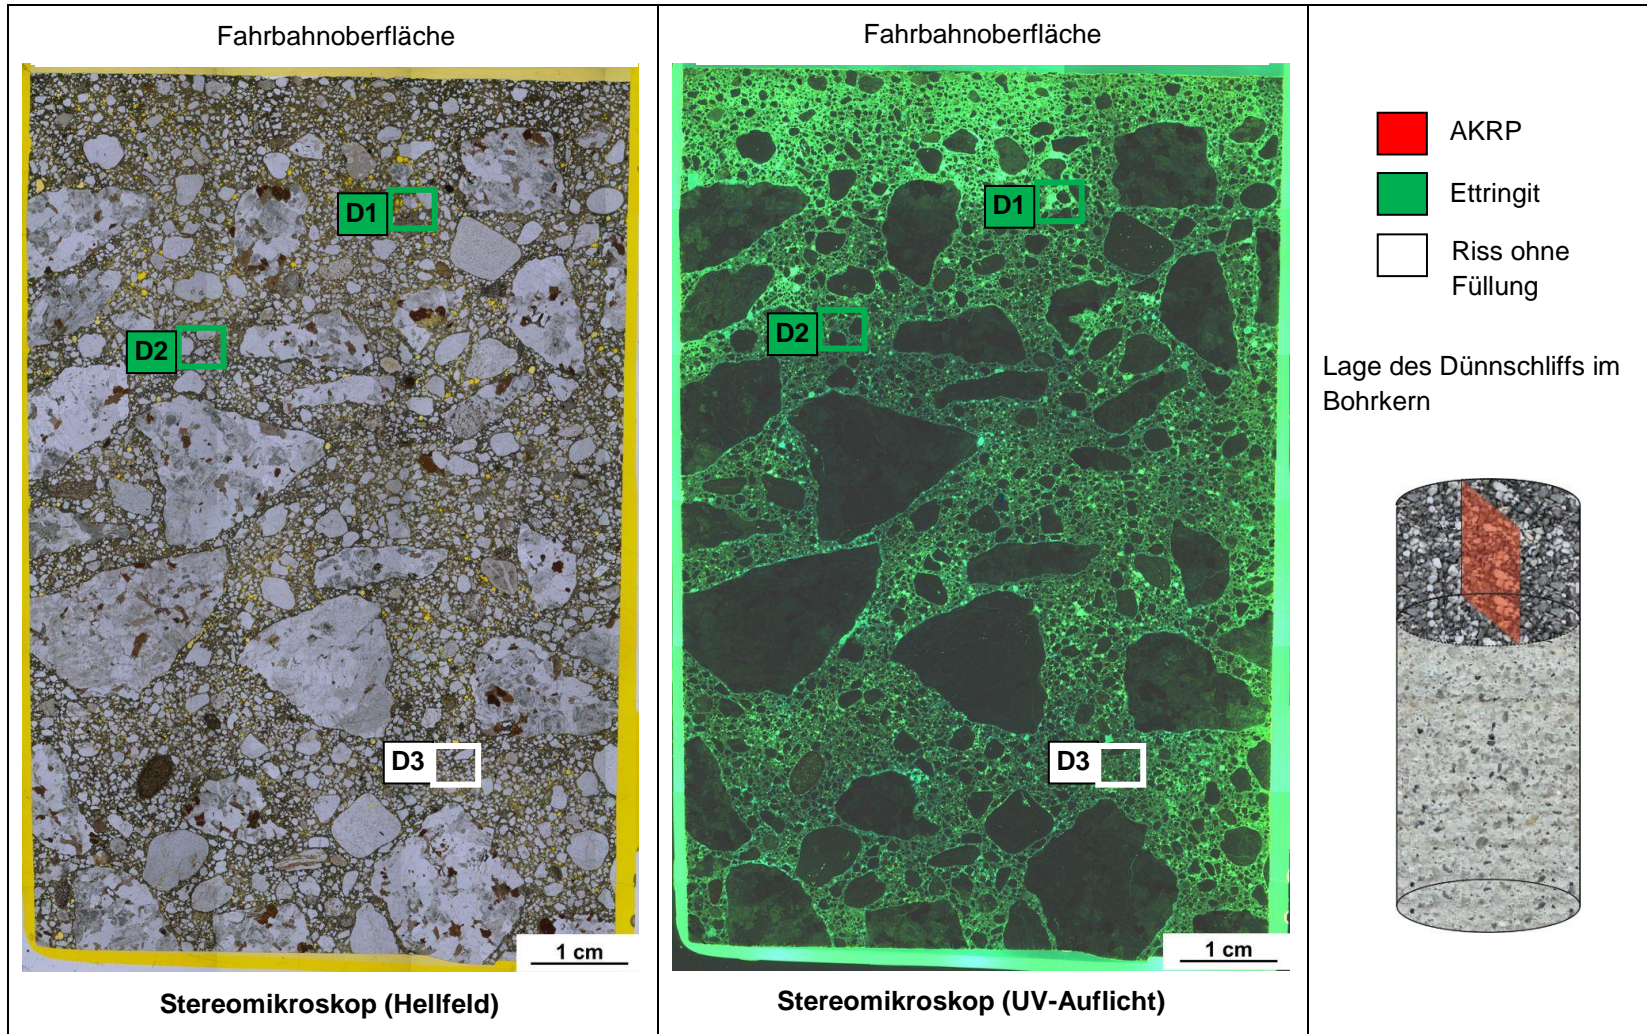 Fahrbahnoberfläche
D1
D2
D3
1 cm
Stereomikroskop (Hellfeld)
Fahrbahnoberfläche
D1
D2
D3
1 cm
Stereomikroskop (UV-Auflicht)
AKRP
Ettringit
Riss ohne
Füllung
Lage des Dünnschliffs im
Bohrkern